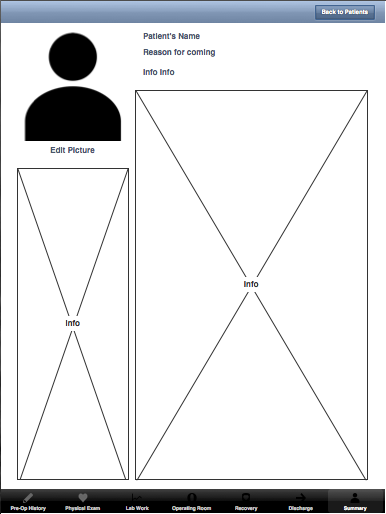 Back to Patients
Patient's Name
Reason for coming
Info Info
Edit Picture
Info
Info
Pre-Op History
Physical Exam
Lab Work
Operating Room
Recovery
Discharge
Summary